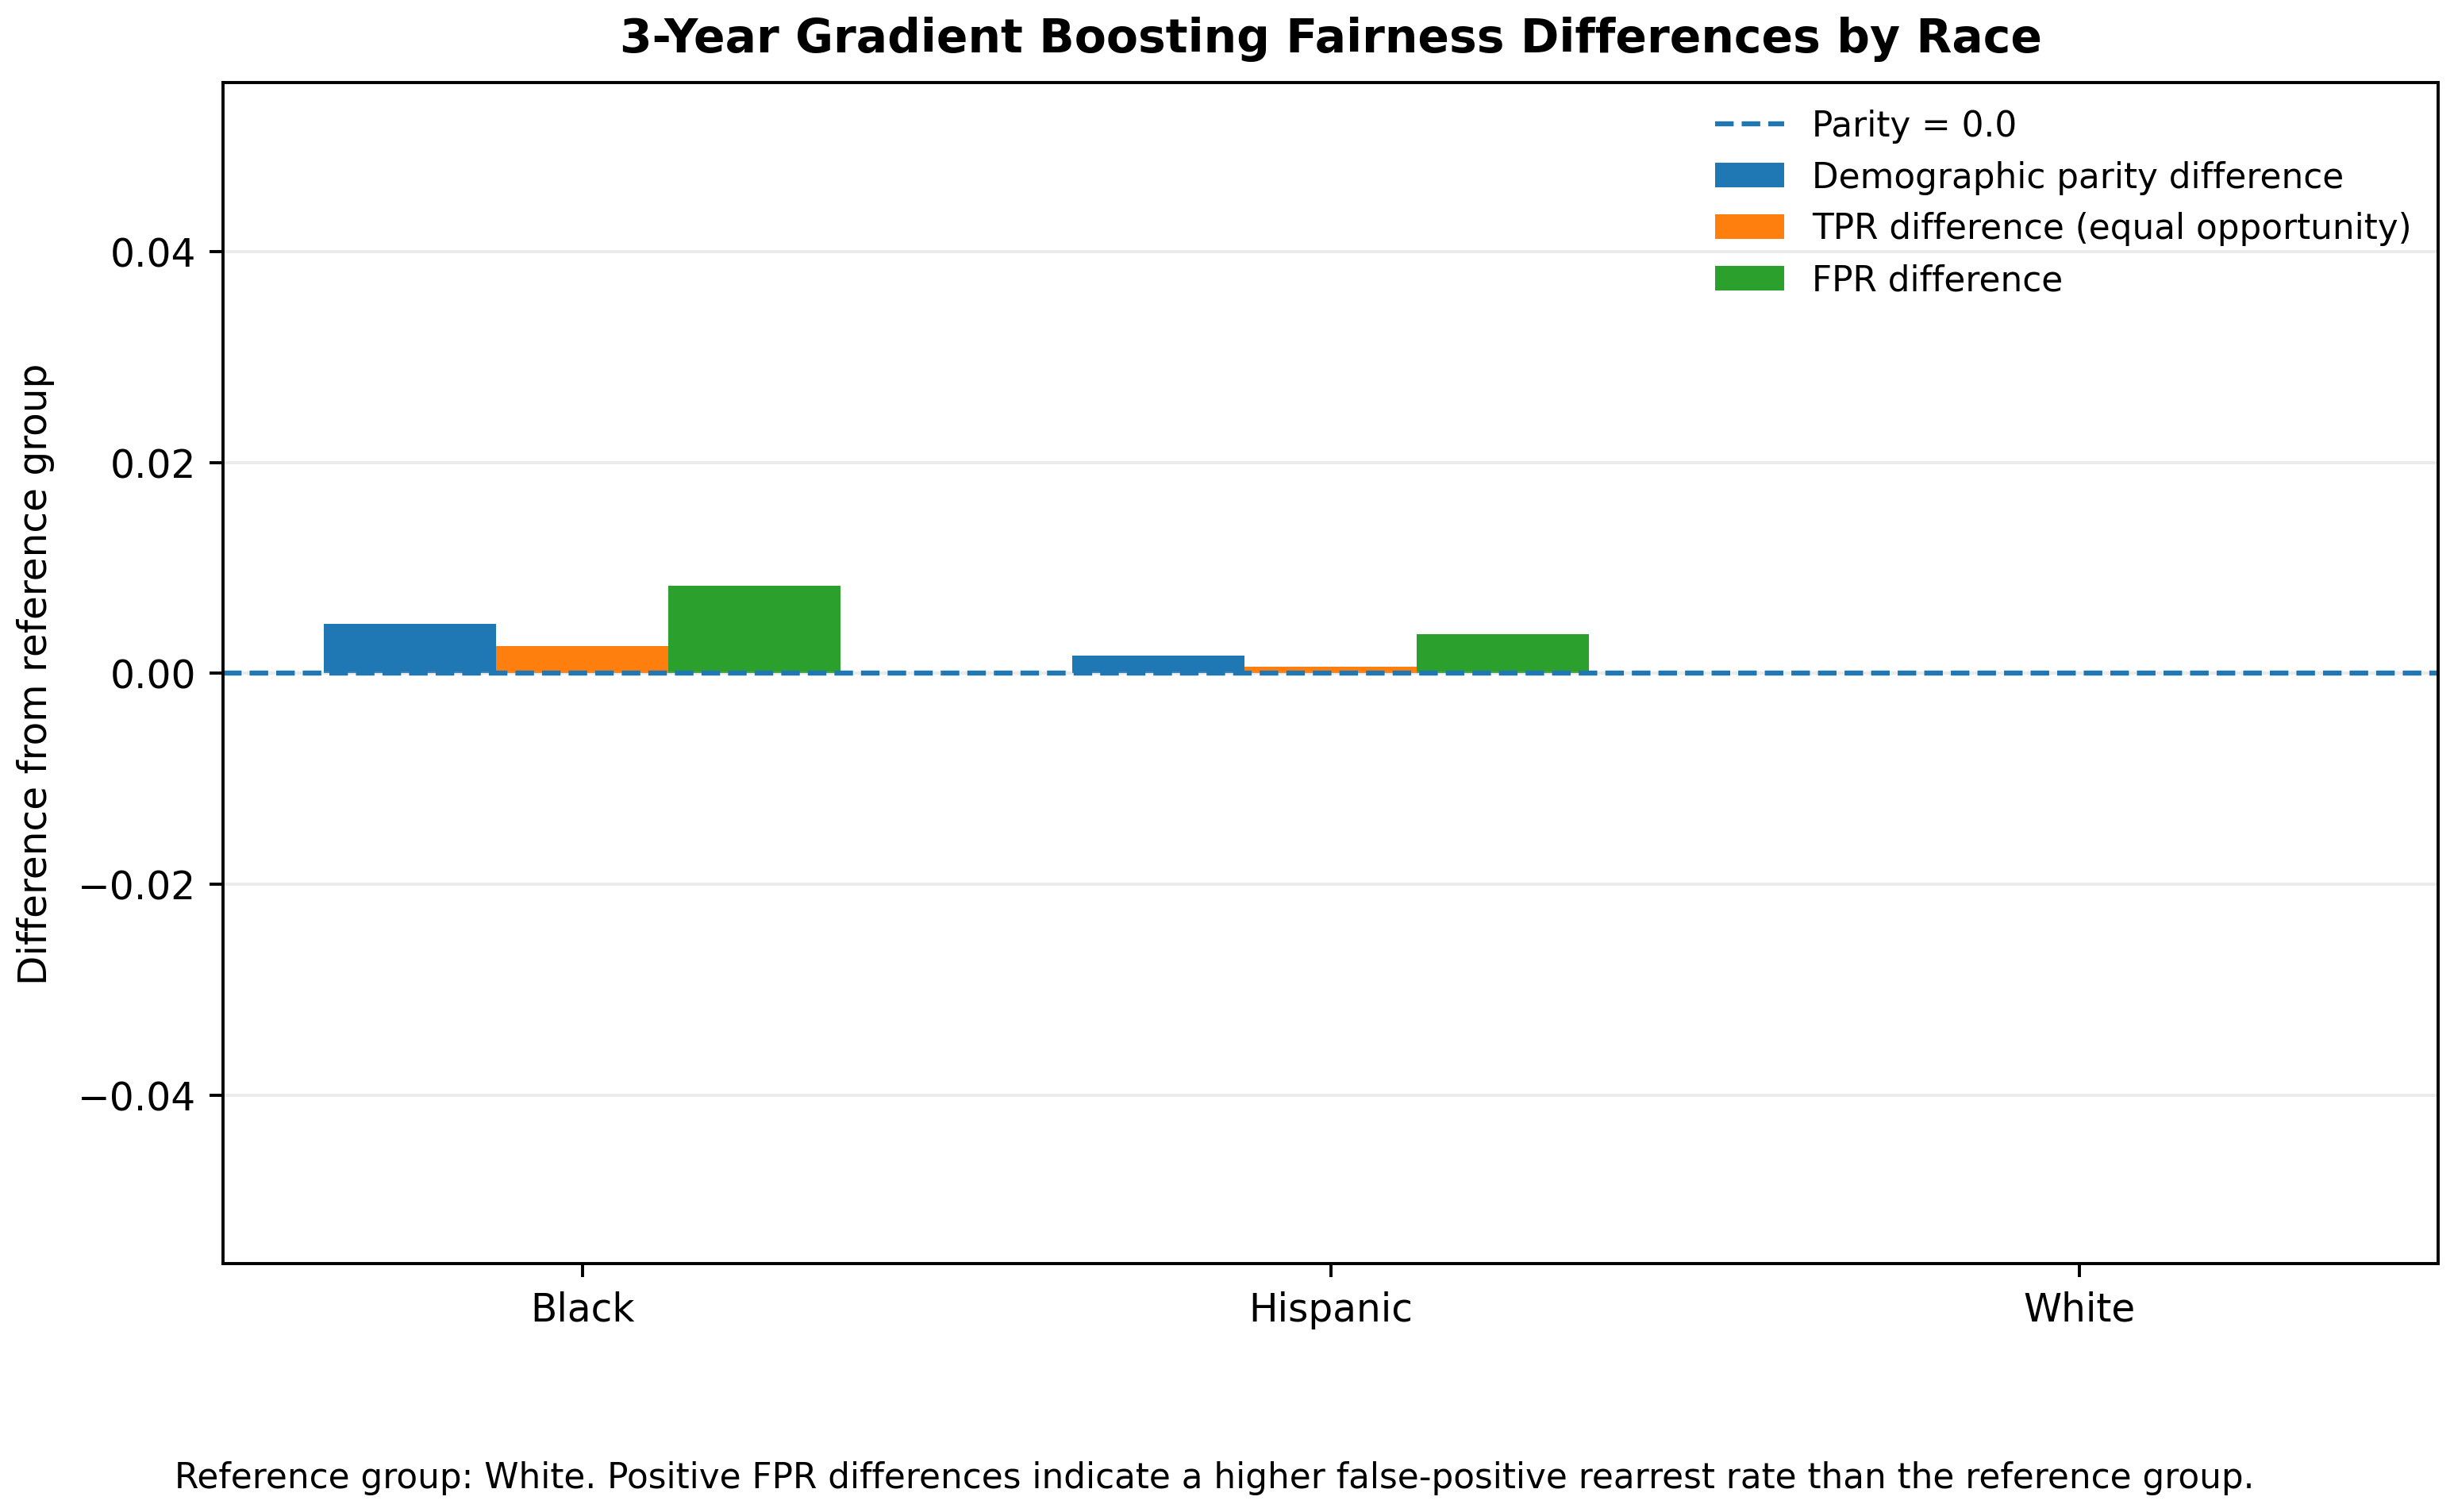 3-Year Gradient Boosting Fairness Differences by Race
Parity = 0.0
Demographic parity difference
TPR difference (equal opportunity)
FPR difference
Difference from reference group
0.04
0.02
0.00
−0.02
−0.04
Black
Hispanic
White
Reference group: White. Positive FPR differences indicate a higher false-positive rearrest rate than the reference group.